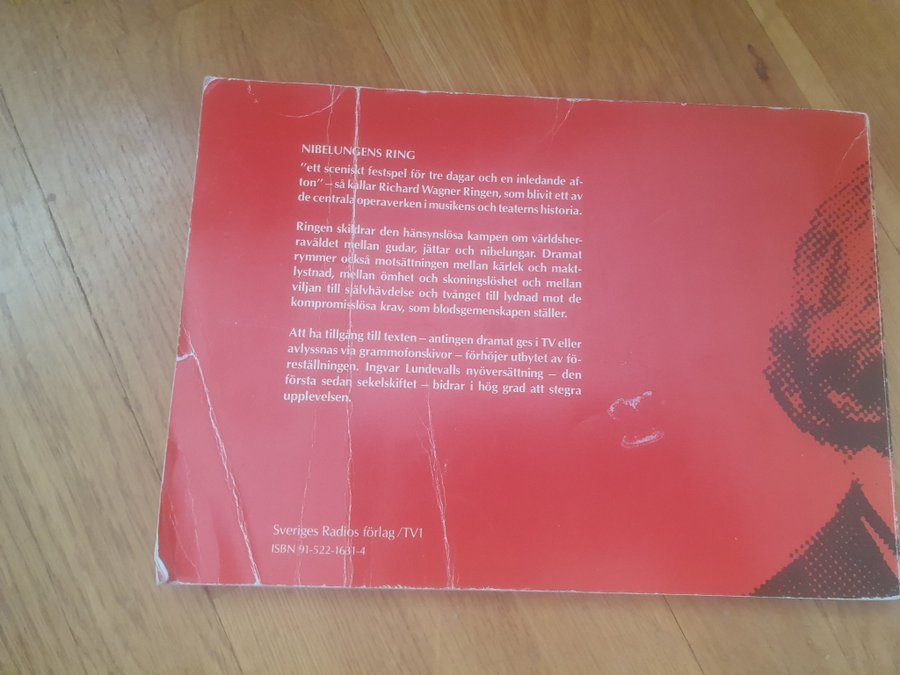 NIBELUNGENS RING
"ett sceniskt festspel för tre dagar och en inledande af-
ton" – så kallar Richard Wagner Ringen, som blivit ett av
de centrala operaverken i musikens och teaterns historia.
Ringen skildrar den hänsynslösa kampen om världsher-
raväldet mellan gudar, jättar och nibelungar. Dramat
rymmer också motsättningen mellan kärlek och makt-
lystnad, mellan ömhet och skoningslöshet och mellan
viljan till självhävdelse och tvånget till lydnad mot de
kompromisslösa krav, som blodsgemenskapen ställer.
Att ha tillgång till texten – antingen dramat ges i TV eller
avlyssnas via grammofonskivor – förhöjer utbytet av fö-
reställningen. Ingvar Lundevalls nyöversättning – den
första sedan sekelskiftet – bidrar i hög grad att stegra
upplevelsen.
Sveriges Radios förlag/TV1
ISBN 91-522-1631-4